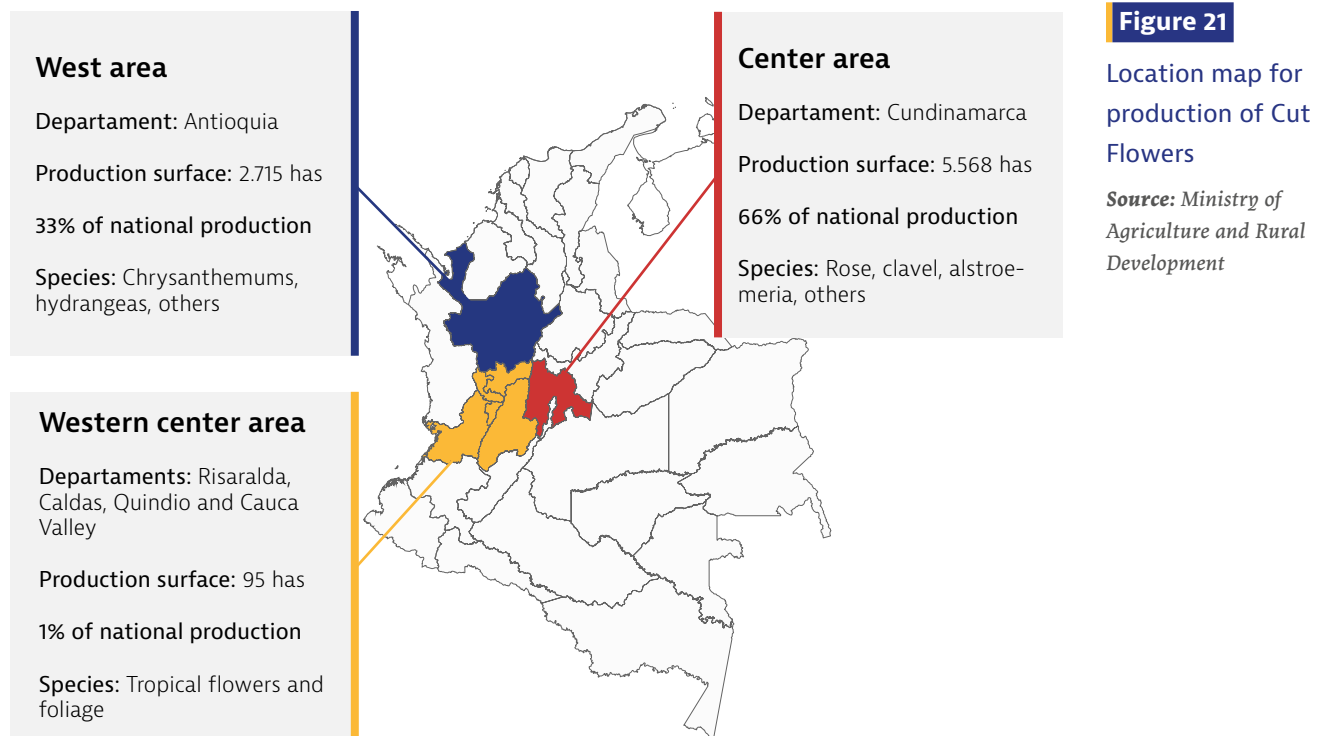 West area
Departament: Antioquia
Production surface: 2.715 has
33% of national production
Species: Chrysanthemums,
hydrangeas, others
Western center area
Departaments: Risaralda,
Caldas, Quindio and Cauca
Valley
Production surface: 95 has
1% of national production
Species: Tropical flowers and
foliage
Center area
Departament: Cundinamarca
Production surface: 5.568 has
66% of national production
Species: Rose, clavel, alstroe-
meria, others
Figure 21
Location map for
production of Cut
Flowers
Source: Ministry of
Agriculture and Rural
Development